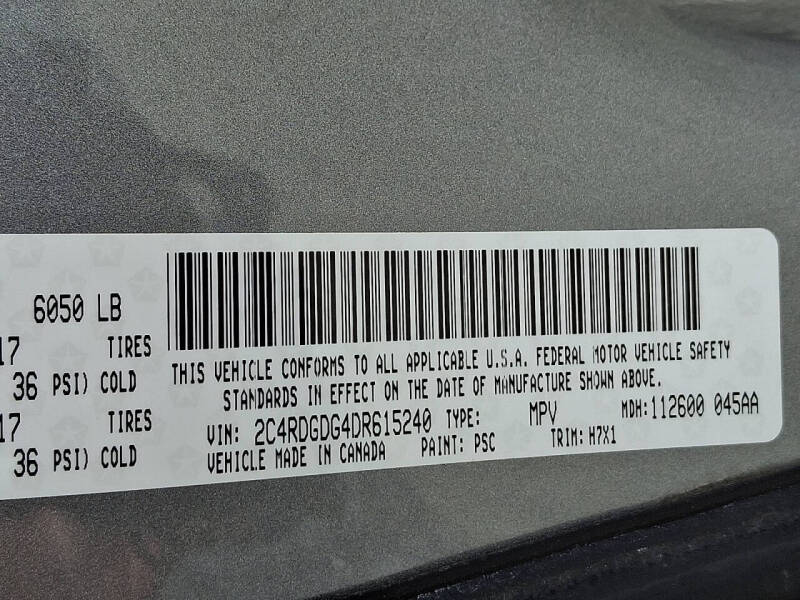 6050 LB
THIS VEHICLE CONFORMS TO ALL APPLICABLE U.S.A. FEDERAL MOTOR VEHICLE SAFETY
STANDARDS IN EFFECT ON THE DATE OF MANUFACTURE SHOWN ABOVE.
17 TIRES
36 PSI) COLD
17 TIRES
36 PSI) COLD
VIN: 2C4RDGDG4DR615240 TYPE: MPV MDH:112600 045AA
VEHICLE MADE IN CANADA PAINT: PSC TRIM: H7X1